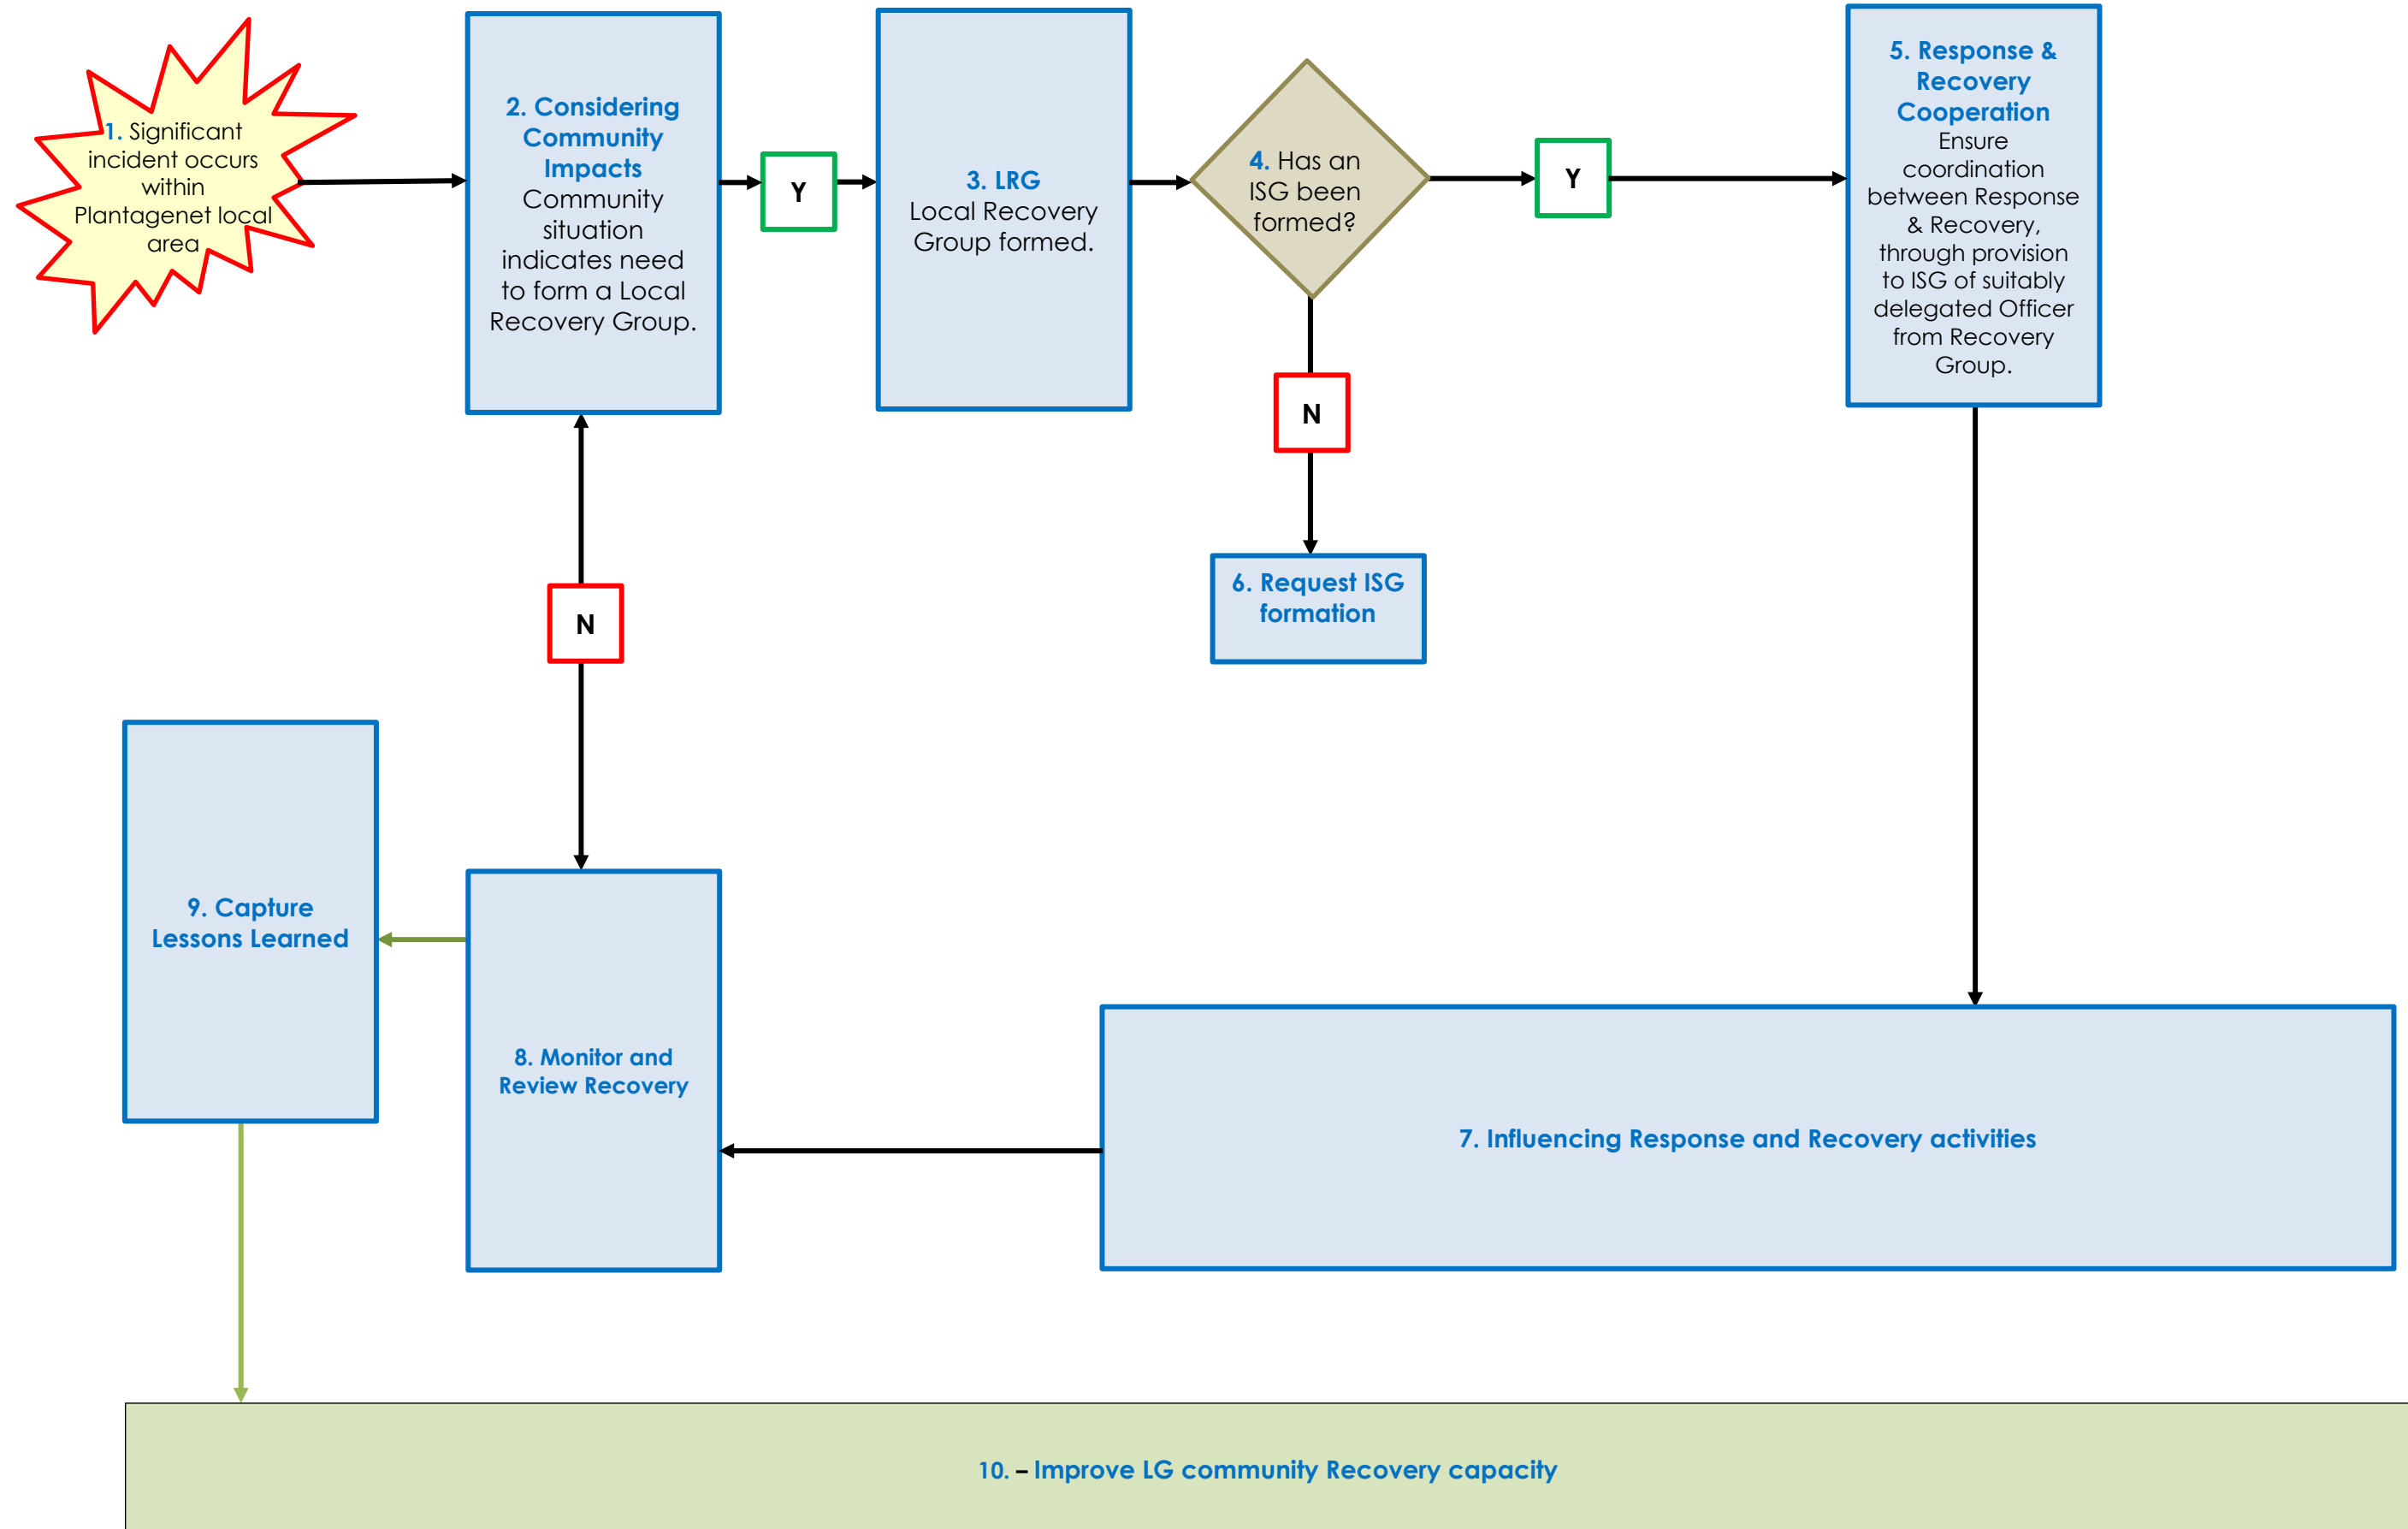 1. Significant
incident occurs
within
Plantagenet local
area
2. Considering
Community
Impacts
Community
situation
indicates need
to form a Local
Recovery Group.
Y
3. LRG
Local Recovery
Group formed.
4. Has an
ISG been
formed?
Y
5. Response &
Recovery
Cooperation
Ensure
coordination
between Response
& Recovery,
through provision
to ISG of suitably
delegated Officer
from Recovery
Group.
N
6. Request ISG
formation
N
9. Capture
Lessons Learned
8. Monitor and
Review Recovery
7. Influencing Response and Recovery activities
10. – Improve LG community Recovery capacity